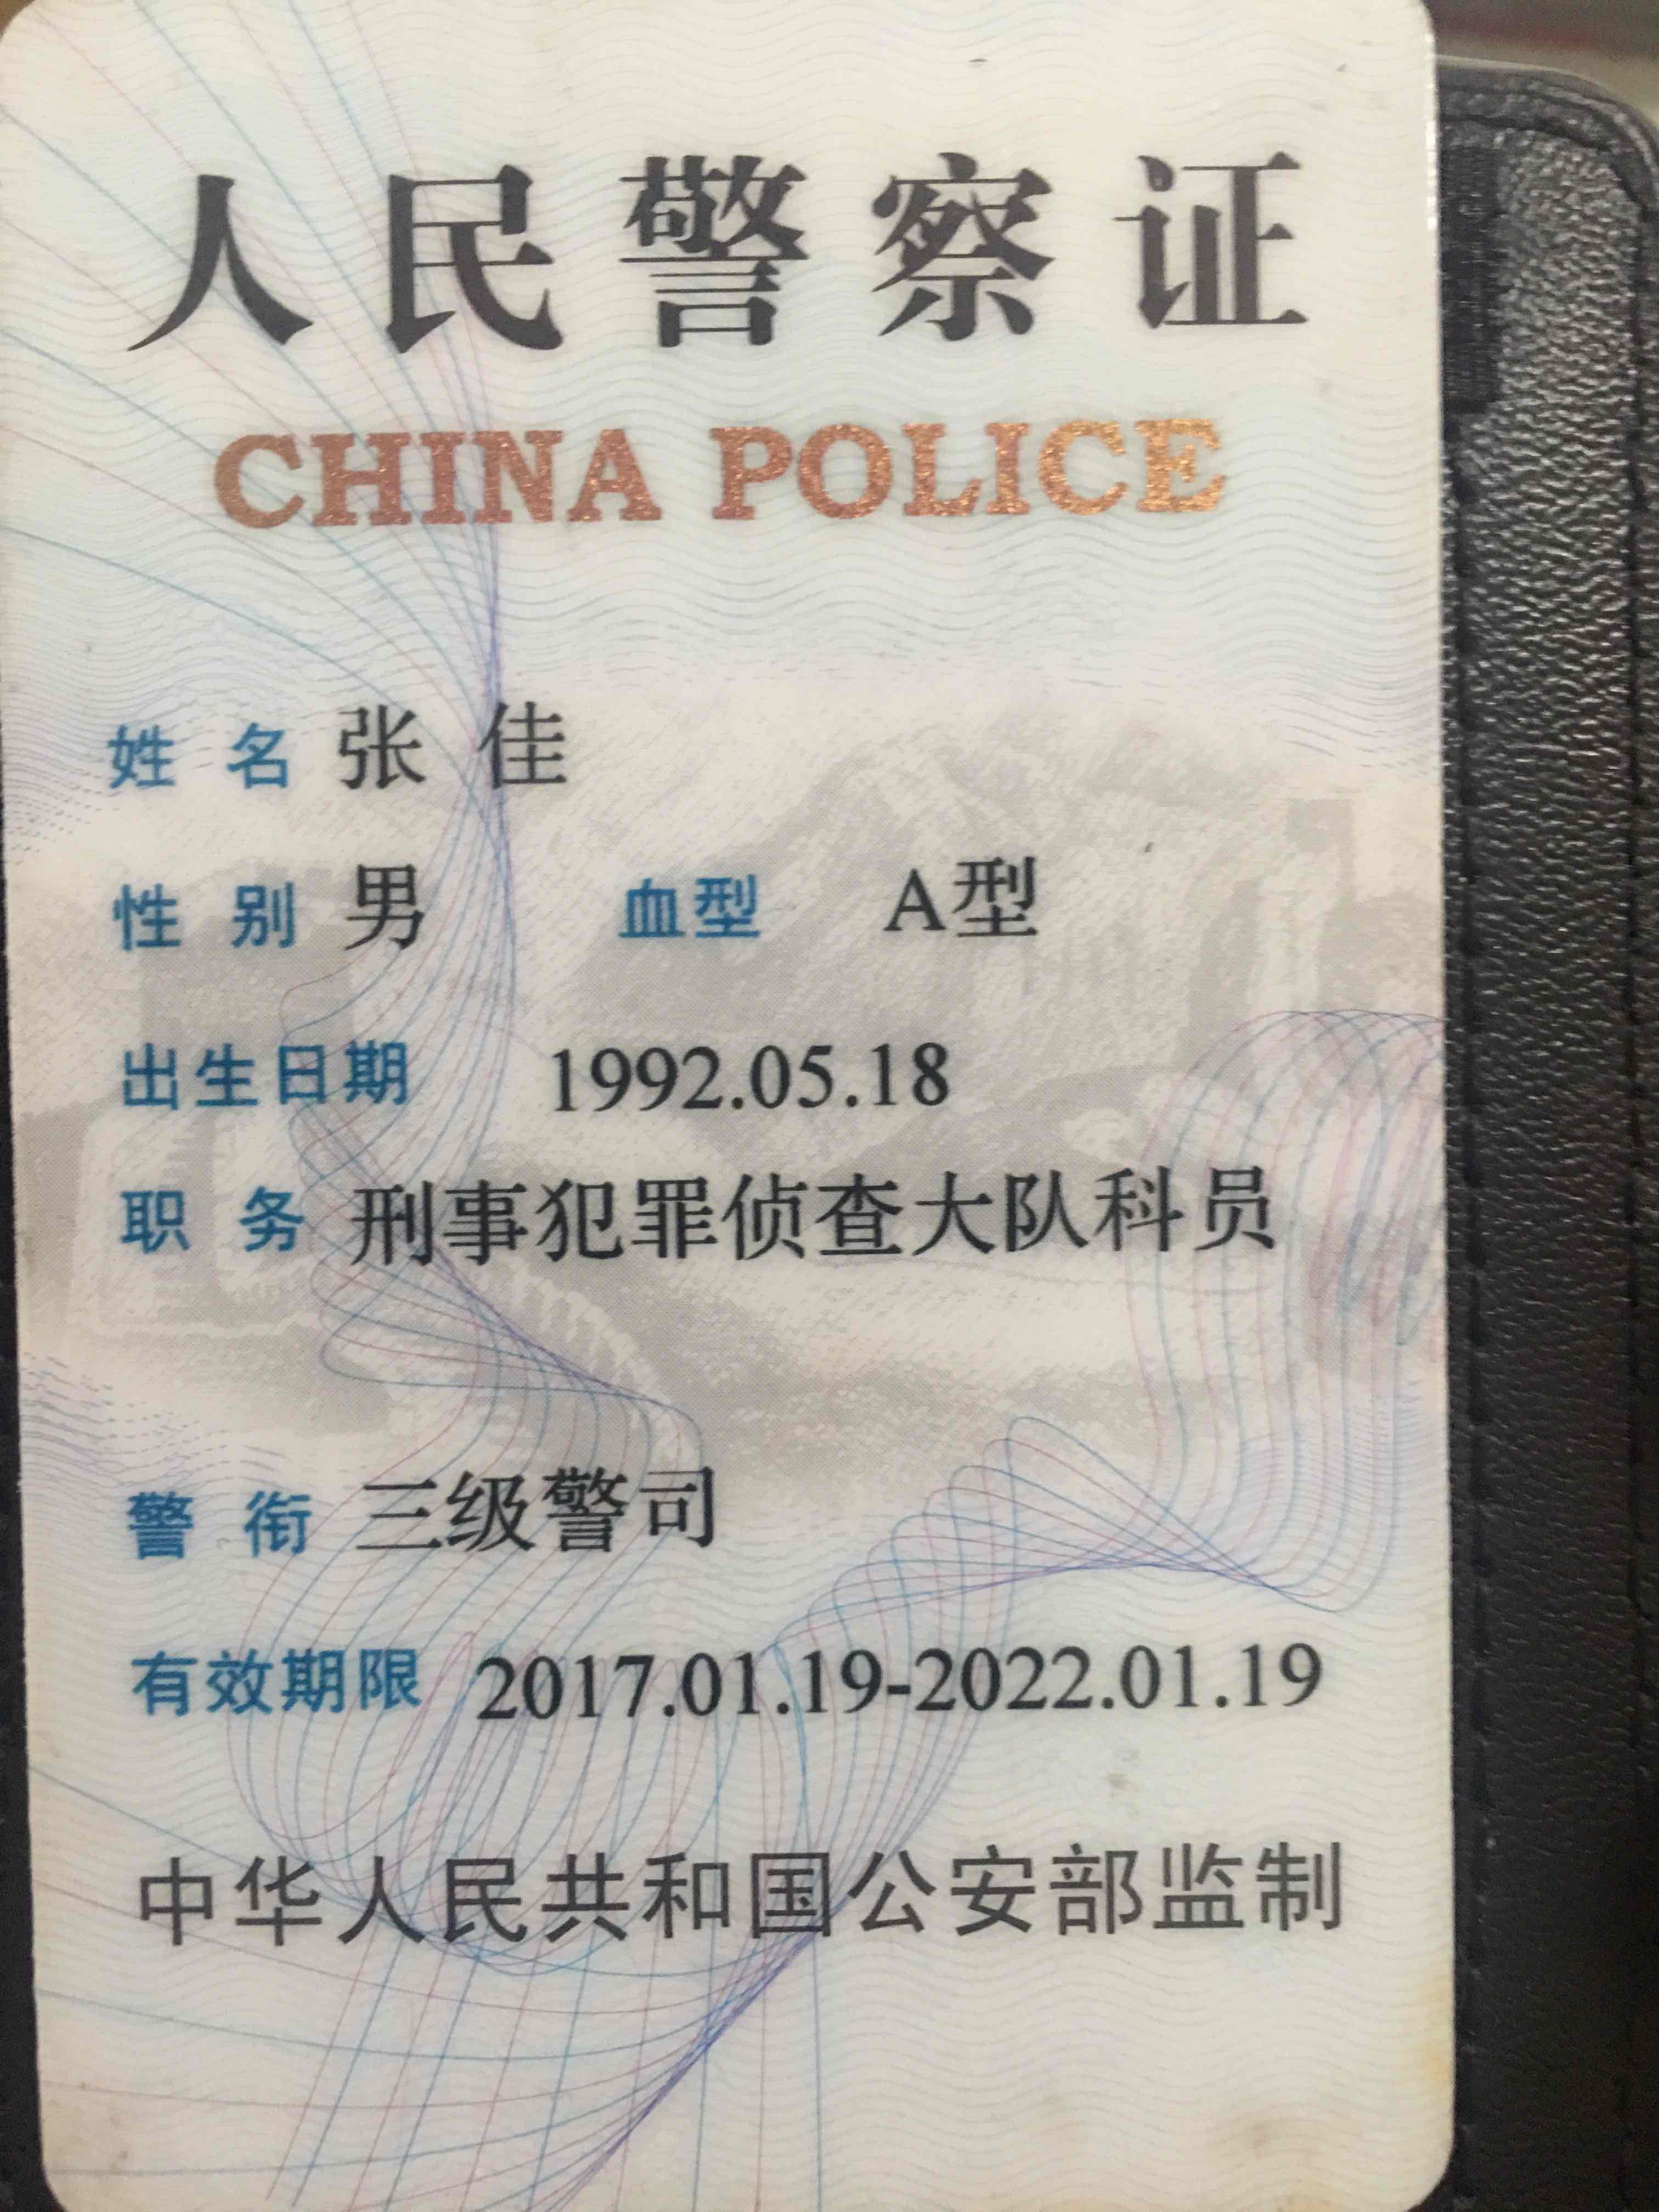 人民警察证
CHINA POLICE
姓名 张佳
性别 男 血型 A型
出生日期 1992.05.18
职务 刑事犯罪侦查大队科员
警衔 三级警司
有效期限 2017.01.19-2022.01.19
中华人民共和国公安部监制